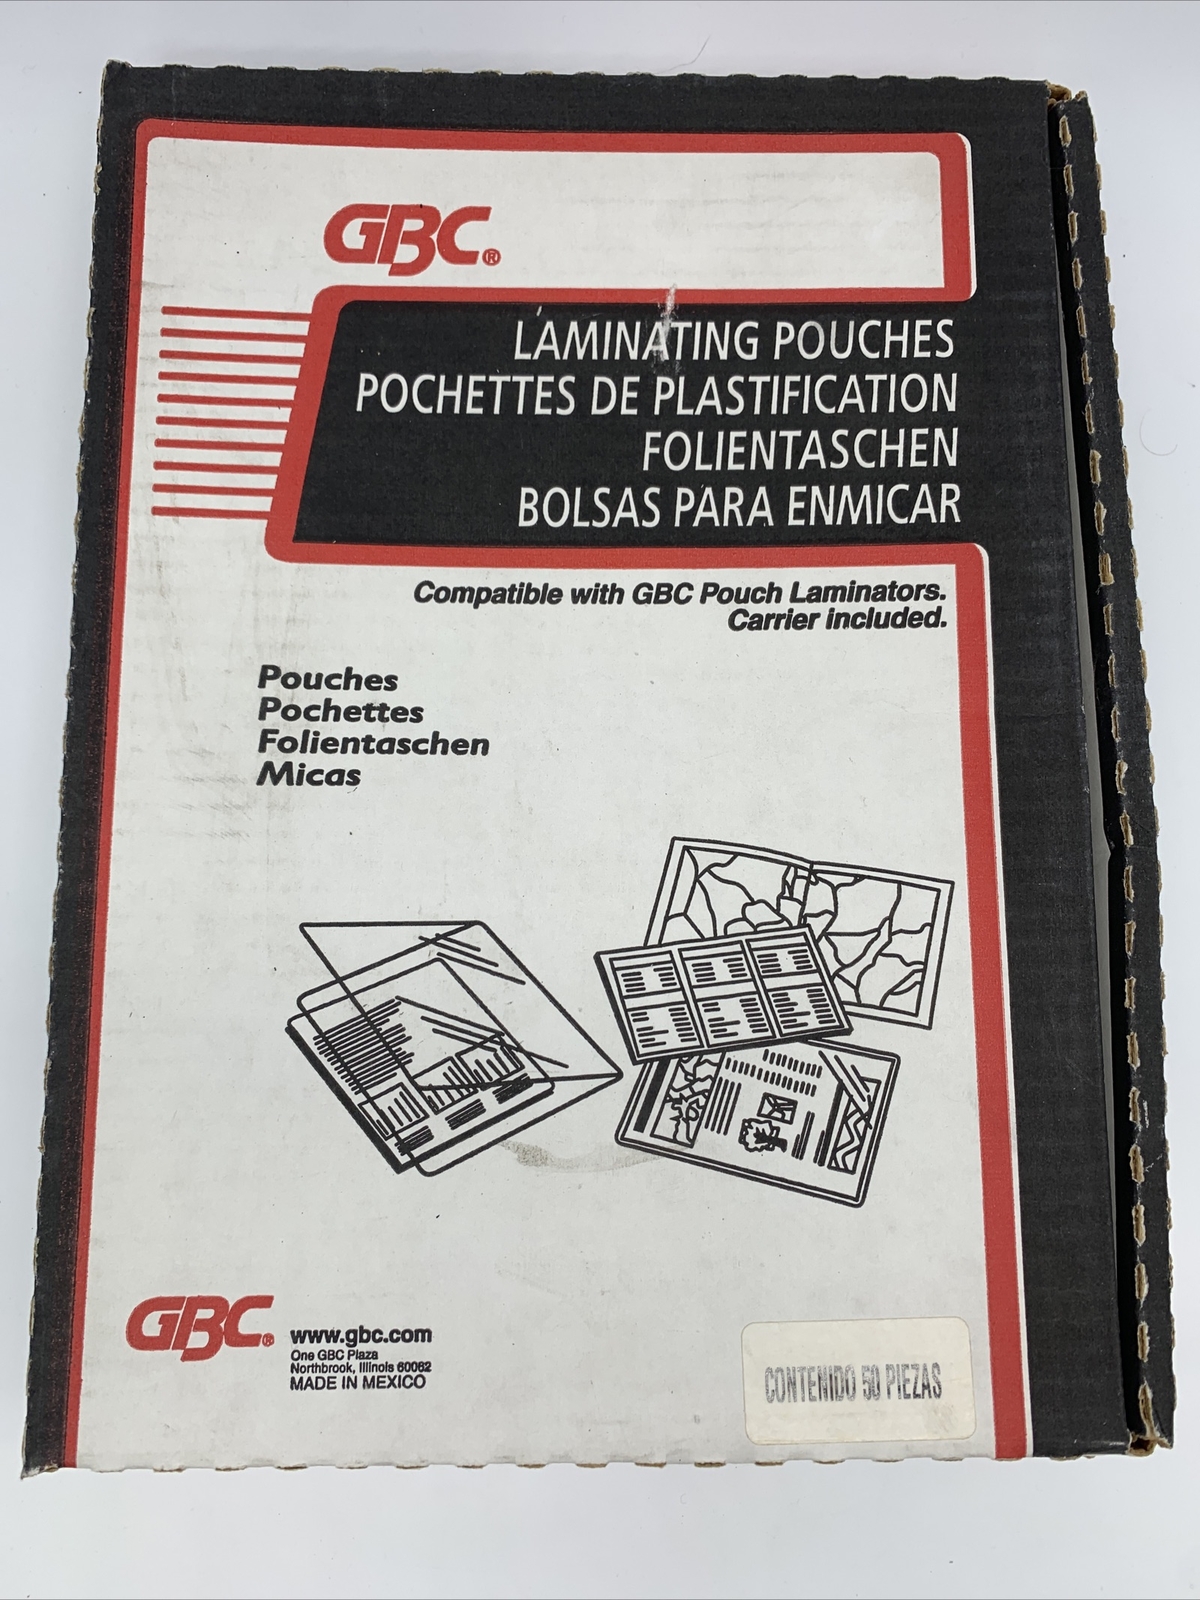 GBC®
LAMINATING POUCHES
POCHETTES DE PLASTIFICATION
FOLIENTASCHEN
BOLSAS PARA ENMICAR
Compatible with GBC Pouch Laminators.
Carrier included.
Pouches
Pochettes
Folientaschen
Micas
GBC®
www.gbc.com
One GBC Plaza
Northbrook, Illinois 60062
MADE IN MEXICO
CONTENIDO 50 PIEZAS